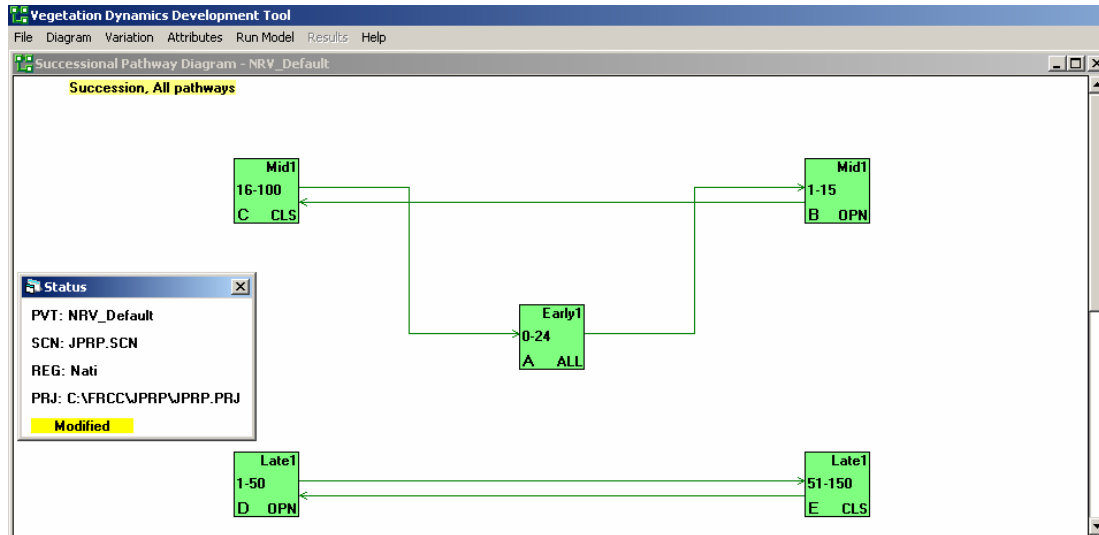 Vegetation Dynamics Development Tool
File Diagram Variation Attributes Run Model Results Help
Successional Pathway Diagram - NRV_Default
Succession, All pathways
Mid1
16-100
C CLS
Mid1
1-15
B OPN
Early1
0-24
A ALL
Status
PVT: NRV_Default
SCN: JPRP.SCN
REG: Nati
PRJ: C:\FRCC\JPRP\JPRP.PRJ
Modified
Late1
1-50
D OPN
Late1
51-150
E CLS